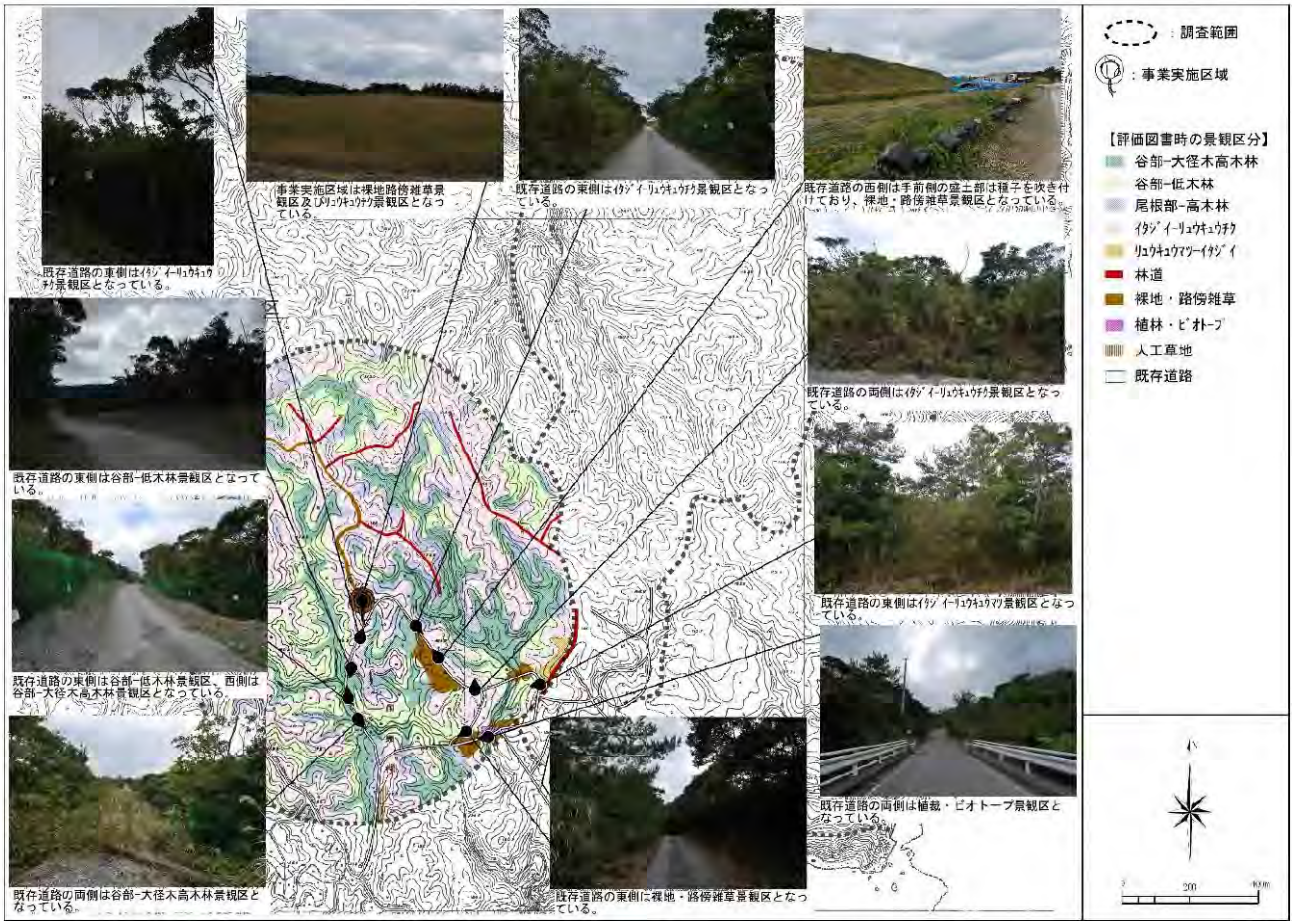 既存道路の東側はイタジイーリュウキュウ
チク景観区となっている。
事業実施区域は裸地路傍雑草景
観区及びリュウキュウチク景観区となっ
ている。
既存道路の東側はイタジイーリュウキュウチク景観区となっ
ている。
既存道路の西側は手前側の盛土部は種子を吹き付
けており、裸地・路傍雑草景観区となっている。
既存道路の東側は谷部-低木林景観区となって
いる。
既存道路の両側はイタジイーリュウキュウチク景観区となっ
ている。
既存道路の東側は谷部-低木林景観区、西側は
谷部-大径木高木林景観区となっている。
既存道路の東側はイタジイーリュウキュウマツ景観区となっ
ている。
既存道路の両側は谷部-大径木高木林景観区と
なっている。
既存道路の東側に裸地・路傍雑草景観区となっ
ている。
既存道路の両側は植栽・ビオトープ景観区と
なっている。
区
：調査範囲
：事業実施区域
【評価図書時の景観区分】
谷部-大径木高木林
谷部-低木林
尾根部-高木林
イタジイーリュウキュウチク
リュウキュウマツーイタジイ
林道
裸地・路傍雑草
植林・ビオトープ
人工草地
既存道路
0 200 400m